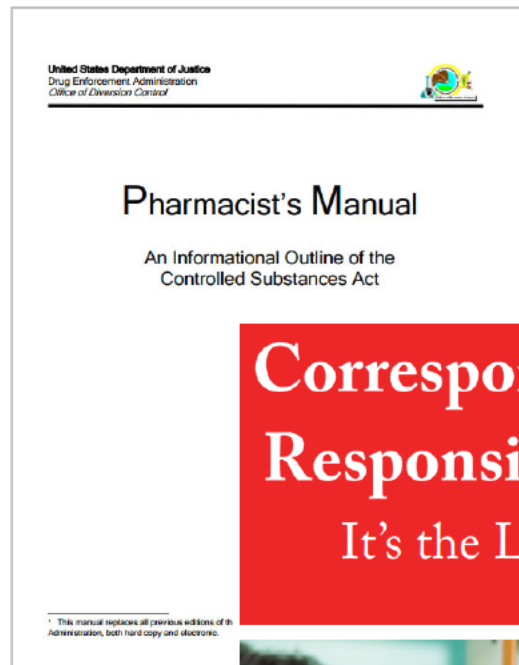 United States Department of Justice
Drug Enforcement Administration
Office of Diversion Control
Pharmacist's Manual
An Informational Outline of the
Controlled Substances Act
Correspo
Responsi
It's the L
* This manual replaces all previous editions of th
Administration, both hard copy and electronic.